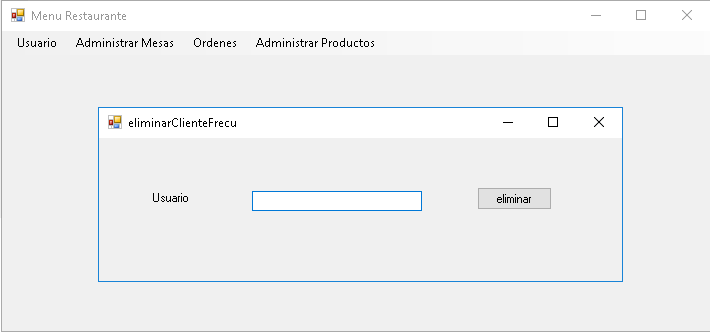 Menu Restaurante
Usuario Administrar Mesas Ordenes Administrar Productos
eliminarClienteFrecu
Usuario eliminar